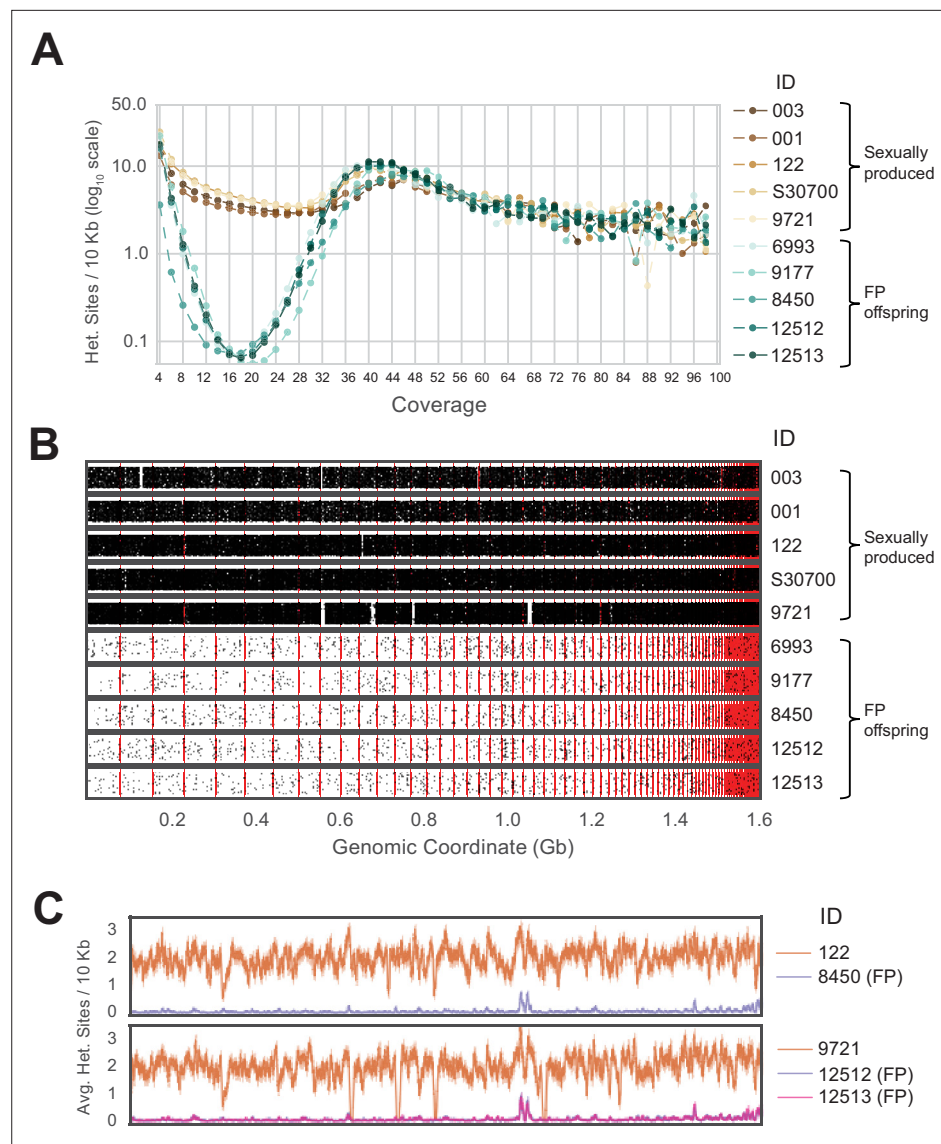 A
ID
Het. Sites / 10 Kb (log10 scale)
50.0
10.0
1.0
0.1
4 8 12 16 20 24 28 32 36 40 44 48 52 56 60 64 68 72 76 80 84 88 92 96 100
Coverage
003
001
122
S30700
9721
6993
9177
8450
12512
12513
Sexually
produced
FP
offspring
B
ID
003
001
122
S30700
9721
6993
9177
8450
12512
12513
Sexually
produced
FP
offspring
0.2 0.4 0.6 0.8 1.0 1.2 1.4 1.6
Genomic Coordinate (Gb)
C
ID
Avg. Het. Sites / 10 Kb
3
2
1
0
122
8450 (FP)
3
2
1
0
9721
12512 (FP)
12513 (FP)